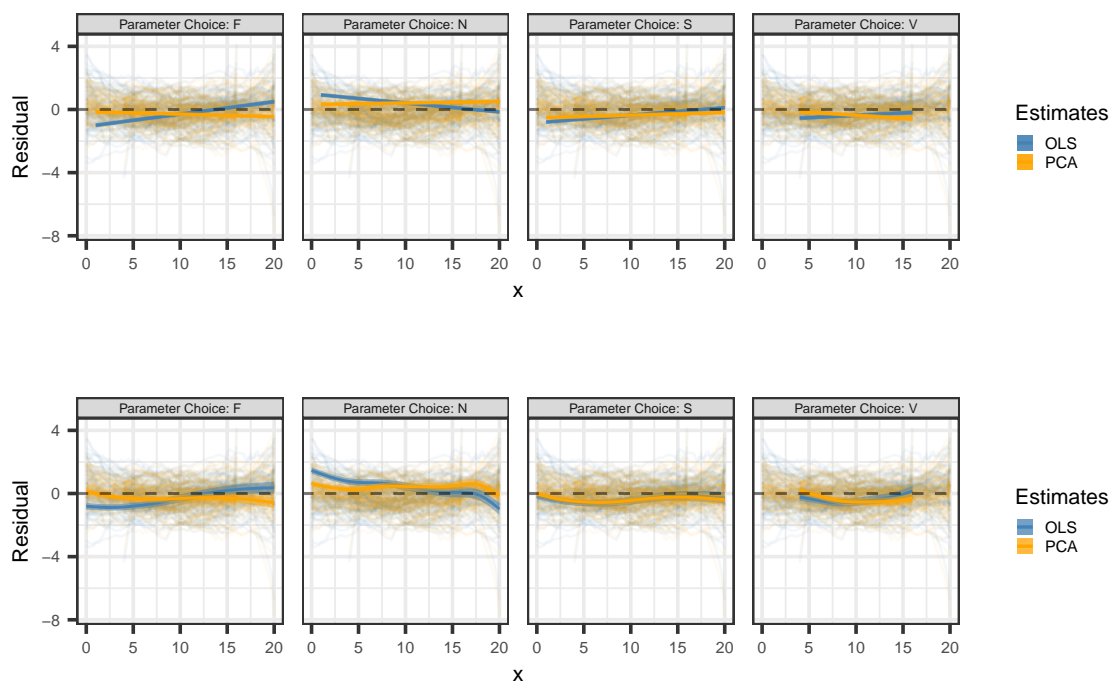 Parameter Choice: F Parameter Choice: N Parameter Choice: S Parameter Choice: V
4
0
−4
−8
Residual
0 5 10 15 20 0 5 10 15 20 0 5 10 15 20 0 5 10 15 20
x
Estimates
OLS
PCA
Parameter Choice: F Parameter Choice: N Parameter Choice: S Parameter Choice: V
4
0
−4
−8
Residual
0 5 10 15 20 0 5 10 15 20 0 5 10 15 20 0 5 10 15 20
x
Estimates
OLS
PCA